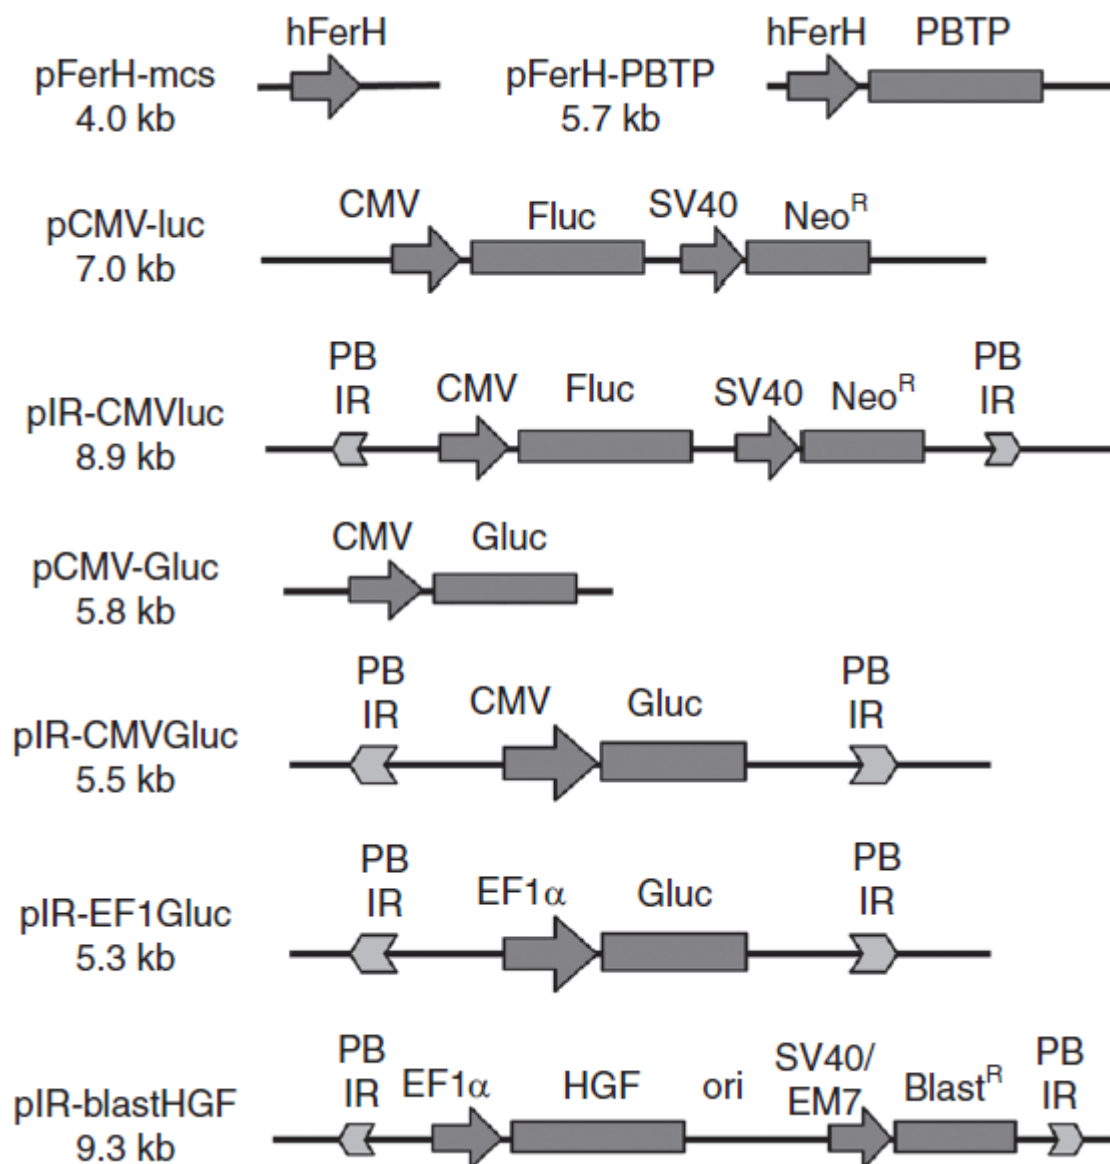 hFerH
hFerH PBTP
pFerH-mcs
4.0 kb
pFerH-PBTP
5.7 kb
CMV Fluc SV40 Neo^R
pCMV-luc
7.0 kb
PB
IR
CMV Fluc SV40 Neo^R
PB
IR
pIR-CMVluc
8.9 kb
CMV Gluc
pCMV-Gluc
5.8 kb
PB
IR
CMV Gluc
PB
IR
pIR-CMVGluc
5.5 kb
PB
IR
EF1α Gluc
PB
IR
pIR-EF1Gluc
5.3 kb
PB
IR
EF1α HGF ori
SV40/
EM7
Blast^R
PB
IR
pIR-blastHGF
9.3 kb